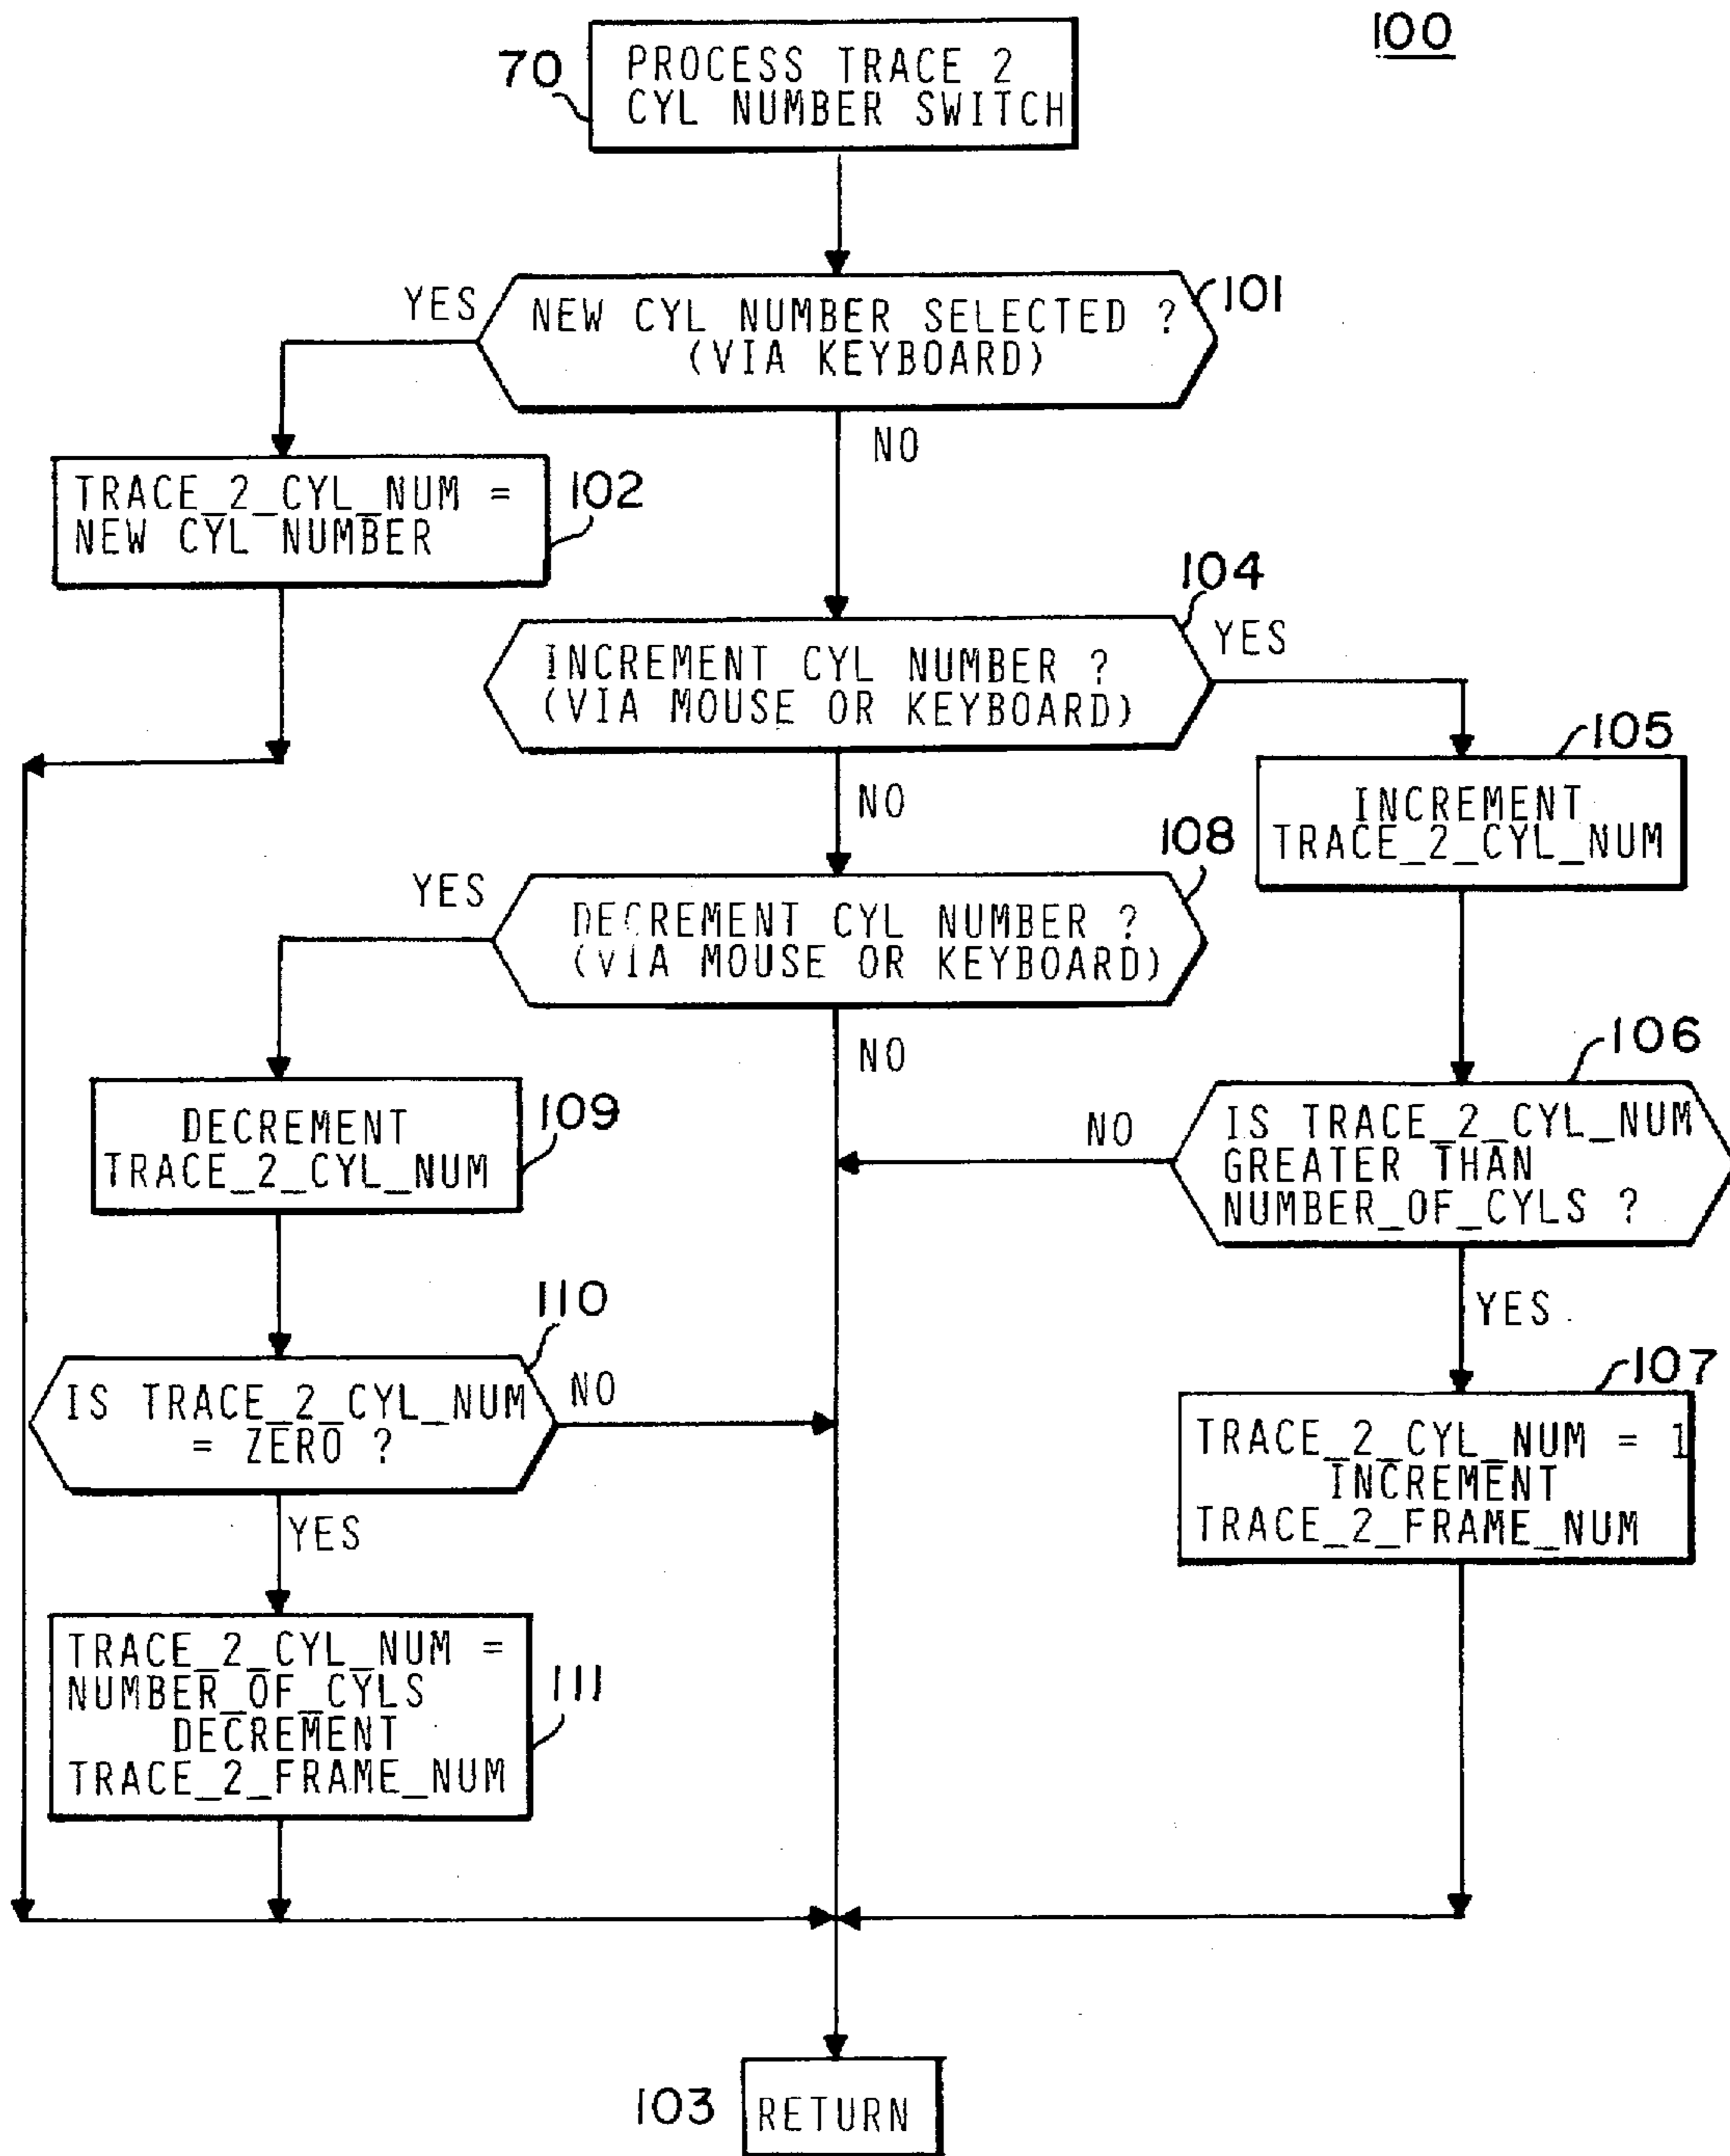 100
70
PROCESS TRACE 2
CYL NUMBER SWITCH
101
YES
NEW CYL NUMBER SELECTED ?
(VIA KEYBOARD)
NO
102
TRACE_2_CYL_NUM =
NEW CYL NUMBER
104
YES
INCREMENT CYL NUMBER ?
(VIA MOUSE OR KEYBOARD)
NO
105
INCREMENT
TRACE_2_CYL_NUM
108
YES
DECREMENT CYL NUMBER ?
(VIA MOUSE OR KEYBOARD)
NO
106
IS TRACE_2_CYL_NUM
GREATER THAN
NUMBER_OF_CYLS ?
NO
YES
109
DECREMENT
TRACE_2_CYL_NUM
110
IS TRACE_2_CYL_NUM
= ZERO ?
NO
YES
107
TRACE_2_CYL_NUM = 1
INCREMENT
TRACE_2_FRAME_NUM
111
TRACE_2_CYL_NUM =
NUMBER_OF_CYLS
DECREMENT
TRACE_2_FRAME_NUM
103
RETURN